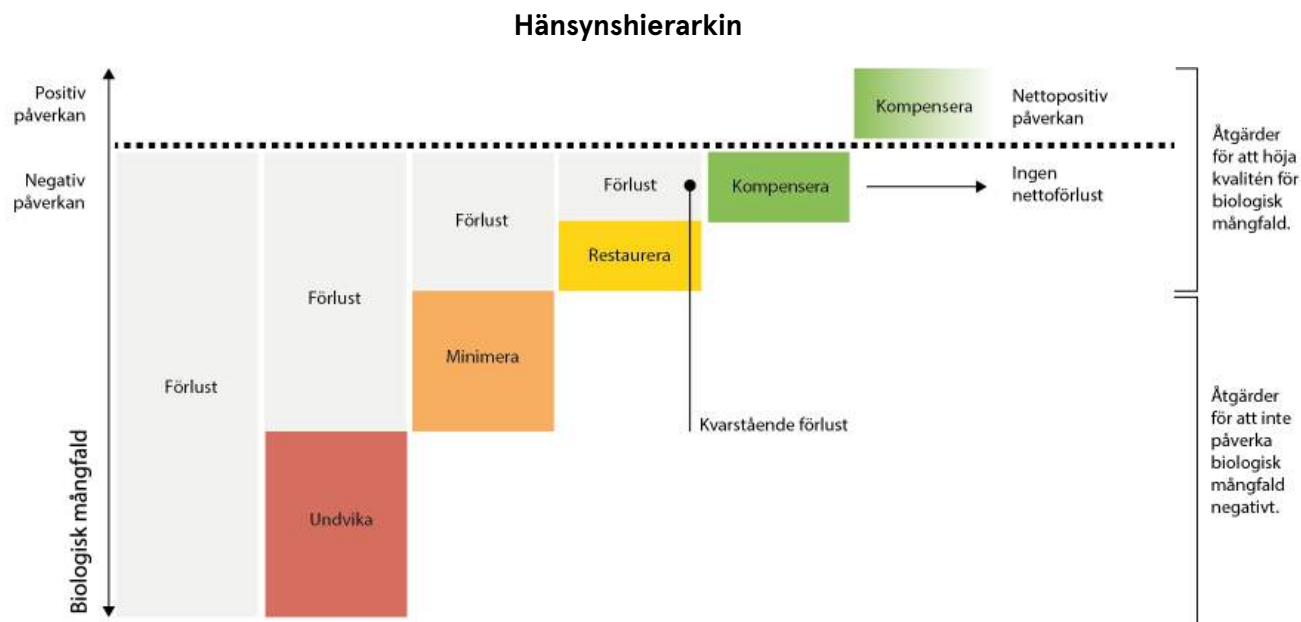 Hänsynshierarkin
Positiv
påverkan
Kompensera
Nettopositiv
påverkan
Åtgärder
för att höja
kvalitén för
biologisk
mångfald.
Negativ
påverkan
Förlust
Kompensera
Ingen
nettoförlust
Förlust
Restaurera
Förlust
Minimera
Förlust
Kvarstående förlust
Åtgärder
för att inte
påverka
biologisk
mångfald
negativt.
Undvika
Biologisk mångfald